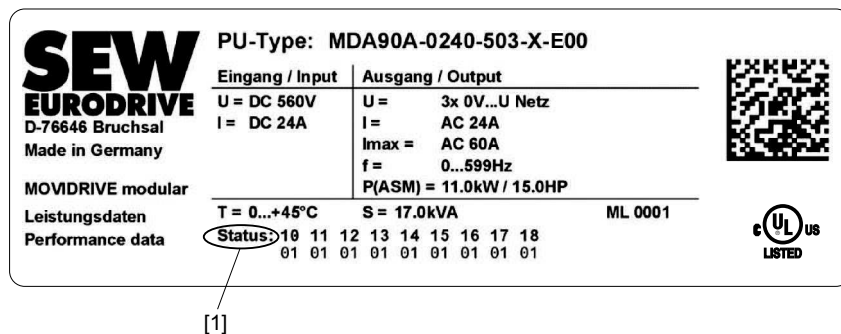 SEW
EURODRIVE
D-76646 Bruchsal
Made in Germany
MOVIDRIVE modular
Leistungsdaten
Performance data
PU-Type: MDA90A-0240-503-X-E00
Eingang / Input
U = DC 560V
I = DC 24A
Ausgang / Output
U = 3x 0V...U Netz
I = AC 24A
Imax = AC 60A
f = 0...599Hz
P(ASM) = 11.0kW / 15.0HP
T = 0...+45°C S = 17.0kVA ML 0001
Status: 10 11 12 13 14 15 16 17 18
01 01 01 01 01 01 01 01 01
c UL US
LISTED
[1]